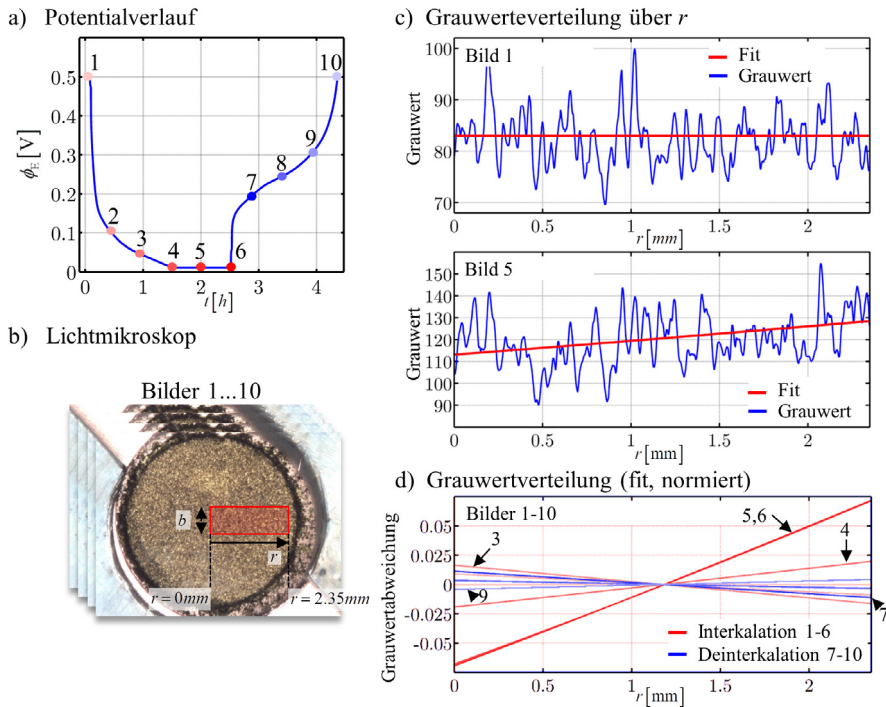 a) Potentialverlauf
ϕ_E [V]
0.5
0.4
0.3
0.2
0.1
0
1
2
3
4
5
6
7
8
9
10
0 1 2 3 4
t[h]
b) Lichtmikroskop
Bilder 1...10
b
r
r = 0mm
r = 2.35mm
c) Grauwerteverteilung über r
Bild 1
Fit
Grauwert
Grauwert
100
90
80
70
0 0.5 1 1.5 2
r [mm]
Bild 5
Fit
Grauwert
Grauwert
150
140
130
120
110
100
90
0 0.5 1 1.5 2
r[mm]
d) Grauwertverteilung (fit, normiert)
Bilder 1-10
Grauwertabweichung
0.05
0.025
0
-0.025
-0.05
3
5,6
4
9
7
Interkalation 1-6
Deinterkalation 7-10
0 0.5 1 1.5 2
r[mm]